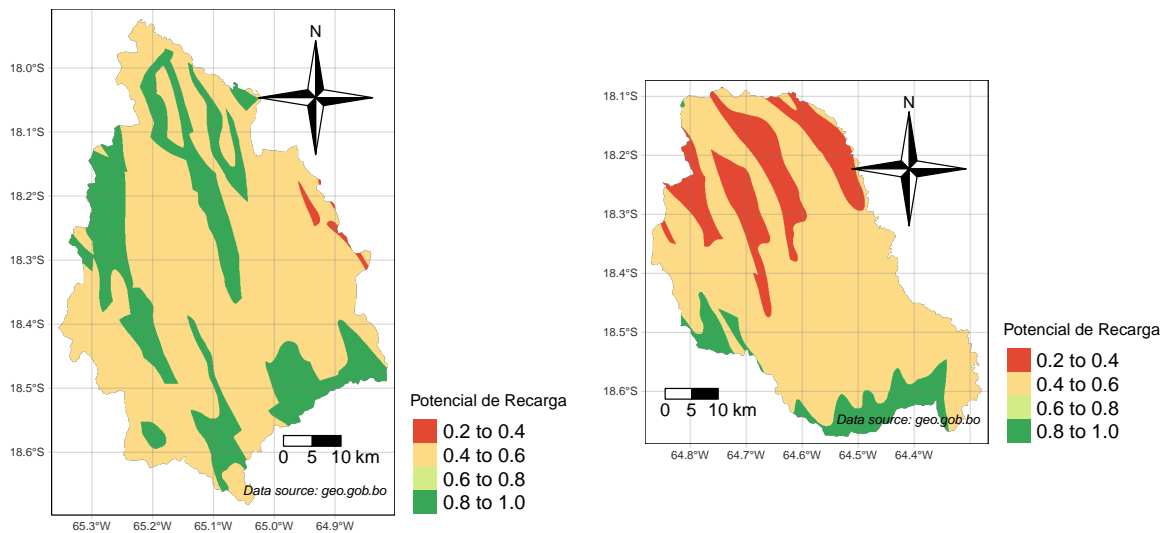 N
18.0°S
18.1°S
18.2°S
18.3°S
18.4°S
18.5°S
18.6°S
65.3°W 65.2°W 65.1°W 65.0°W 64.9°W
0 5 10 km
Data source: geo.gob.bo
Potencial de Recarga
0.2 to 0.4
0.4 to 0.6
0.6 to 0.8
0.8 to 1.0
N
18.1°S
18.2°S
18.3°S
18.4°S
18.5°S
18.6°S
64.8°W 64.7°W 64.6°W 64.5°W 64.4°W
0 5 10 km
Data source: geo.gob.bo
Potencial de Recarga
0.2 to 0.4
0.4 to 0.6
0.6 to 0.8
0.8 to 1.0